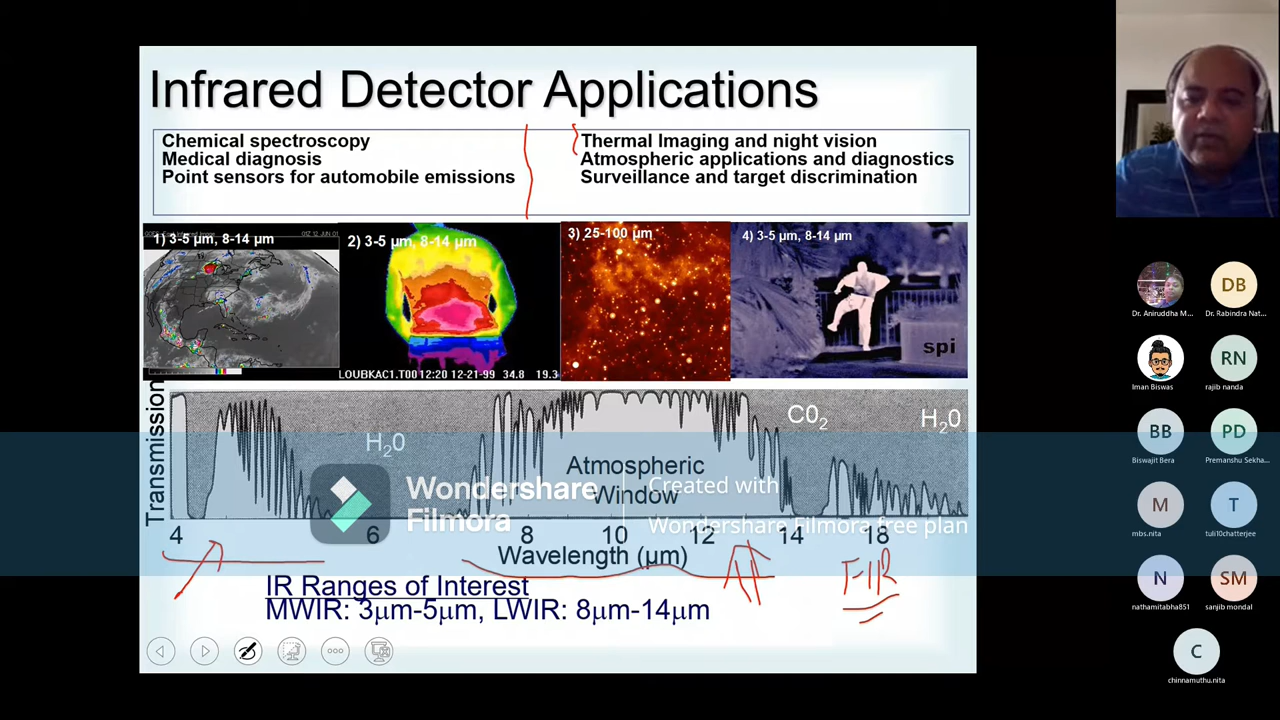 Infrared Detector Applications
Chemical spectroscopy
Medical diagnosis
Point sensors for automobile emissions
Thermal Imaging and night vision
Atmospheric applications and diagnostics
Surveillance and target discrimination
1) 3-5 μm, 8-14 μm
2) 3-5 μm, 8-14 μm
3) 25-100 μm
4) 3-5 μm, 8-14 μm
LOUBKAC1.T00 12:20 12-21-99 34.8 19.3
spi
Transmission
H2O
CO2
H2O
Atmospheric
Window
Wondershare
Filmora
Created with
Wondershare Filmora free plan
4 6 8 10 12 14 18
Wavelength (μm)
F-IR
IR Ranges of Interest
MWIR: 3μm-5μm, LWIR: 8μm-14μm
Dr. Aniruddha M...
DB
Dr. Rabindra Nat...
Iman Biswas
RN
rajib nanda
BB
Biswajit Bera
PD
Premanshu Sekha...
M
mbs.nita
T
tuli10chatterjee
N
nathamitabha851
SM
sanjib mondal
C
chinnamuthu.nita